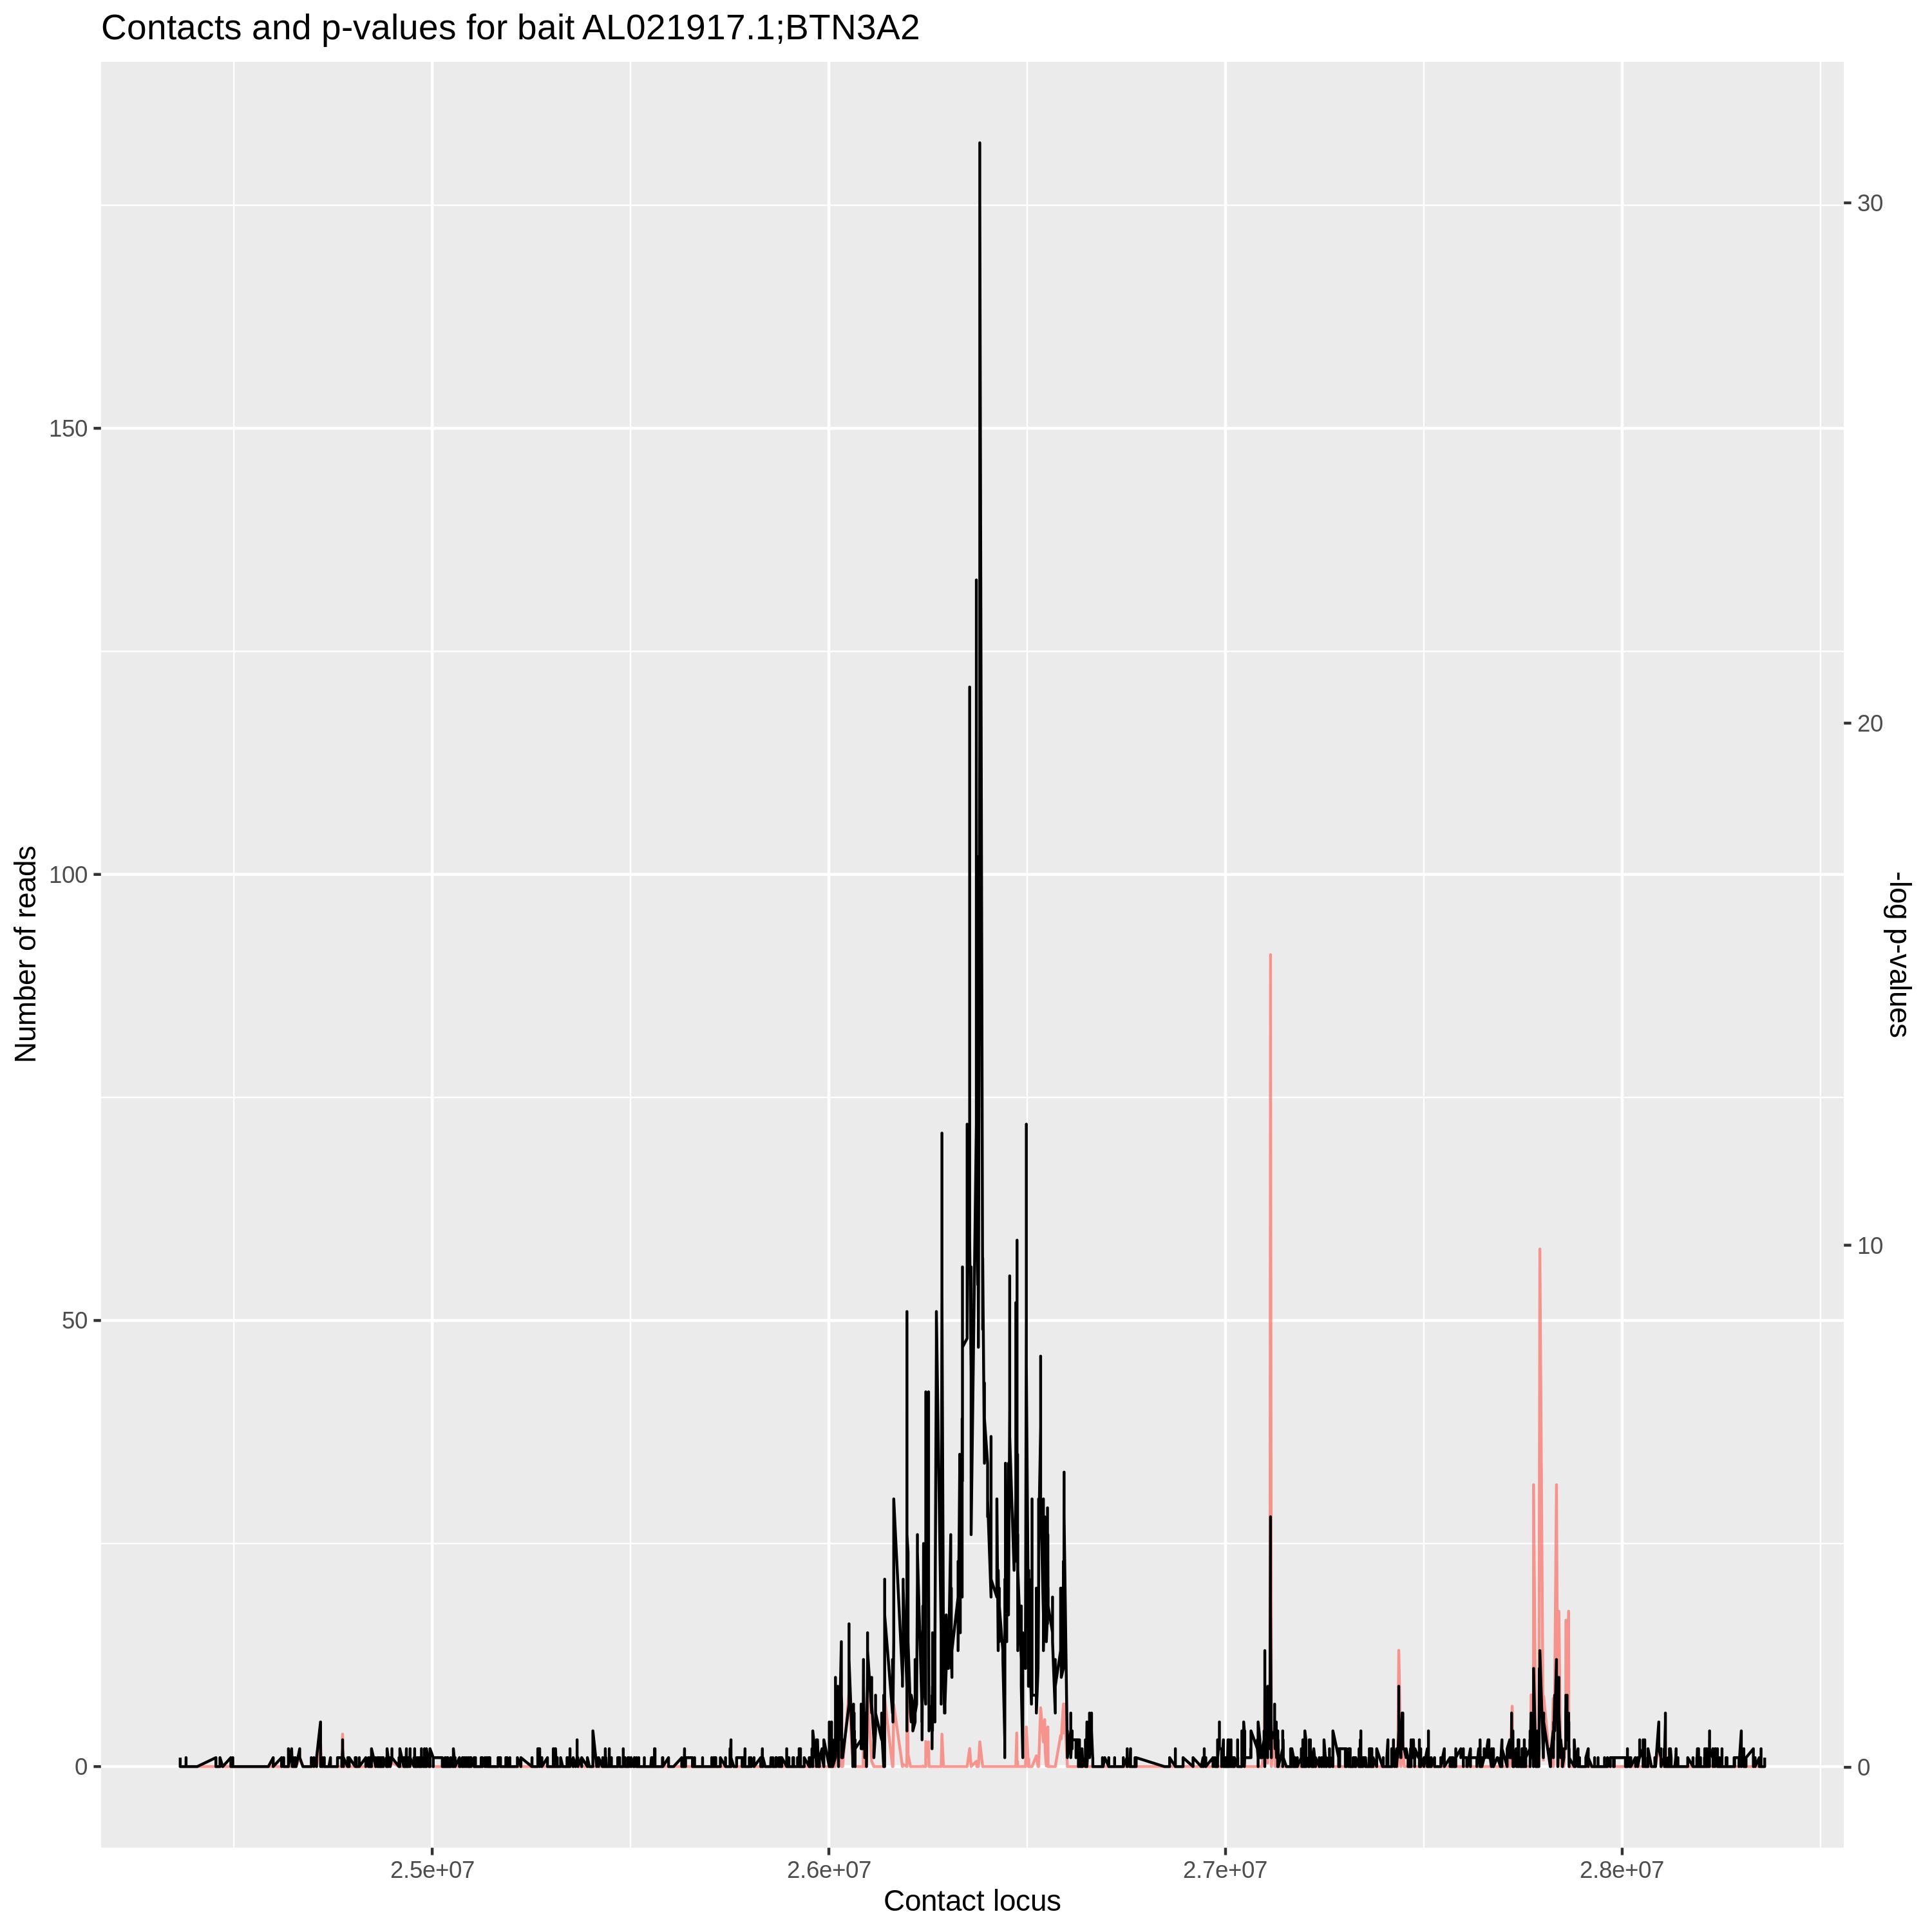 Contacts and p-values for bait AL021917.1;BTN3A2
Number of reads
150
100
50
0
30
20
10
0
-log p-values
2.5e+07 2.6e+07 2.7e+07 2.8e+07
Contact locus